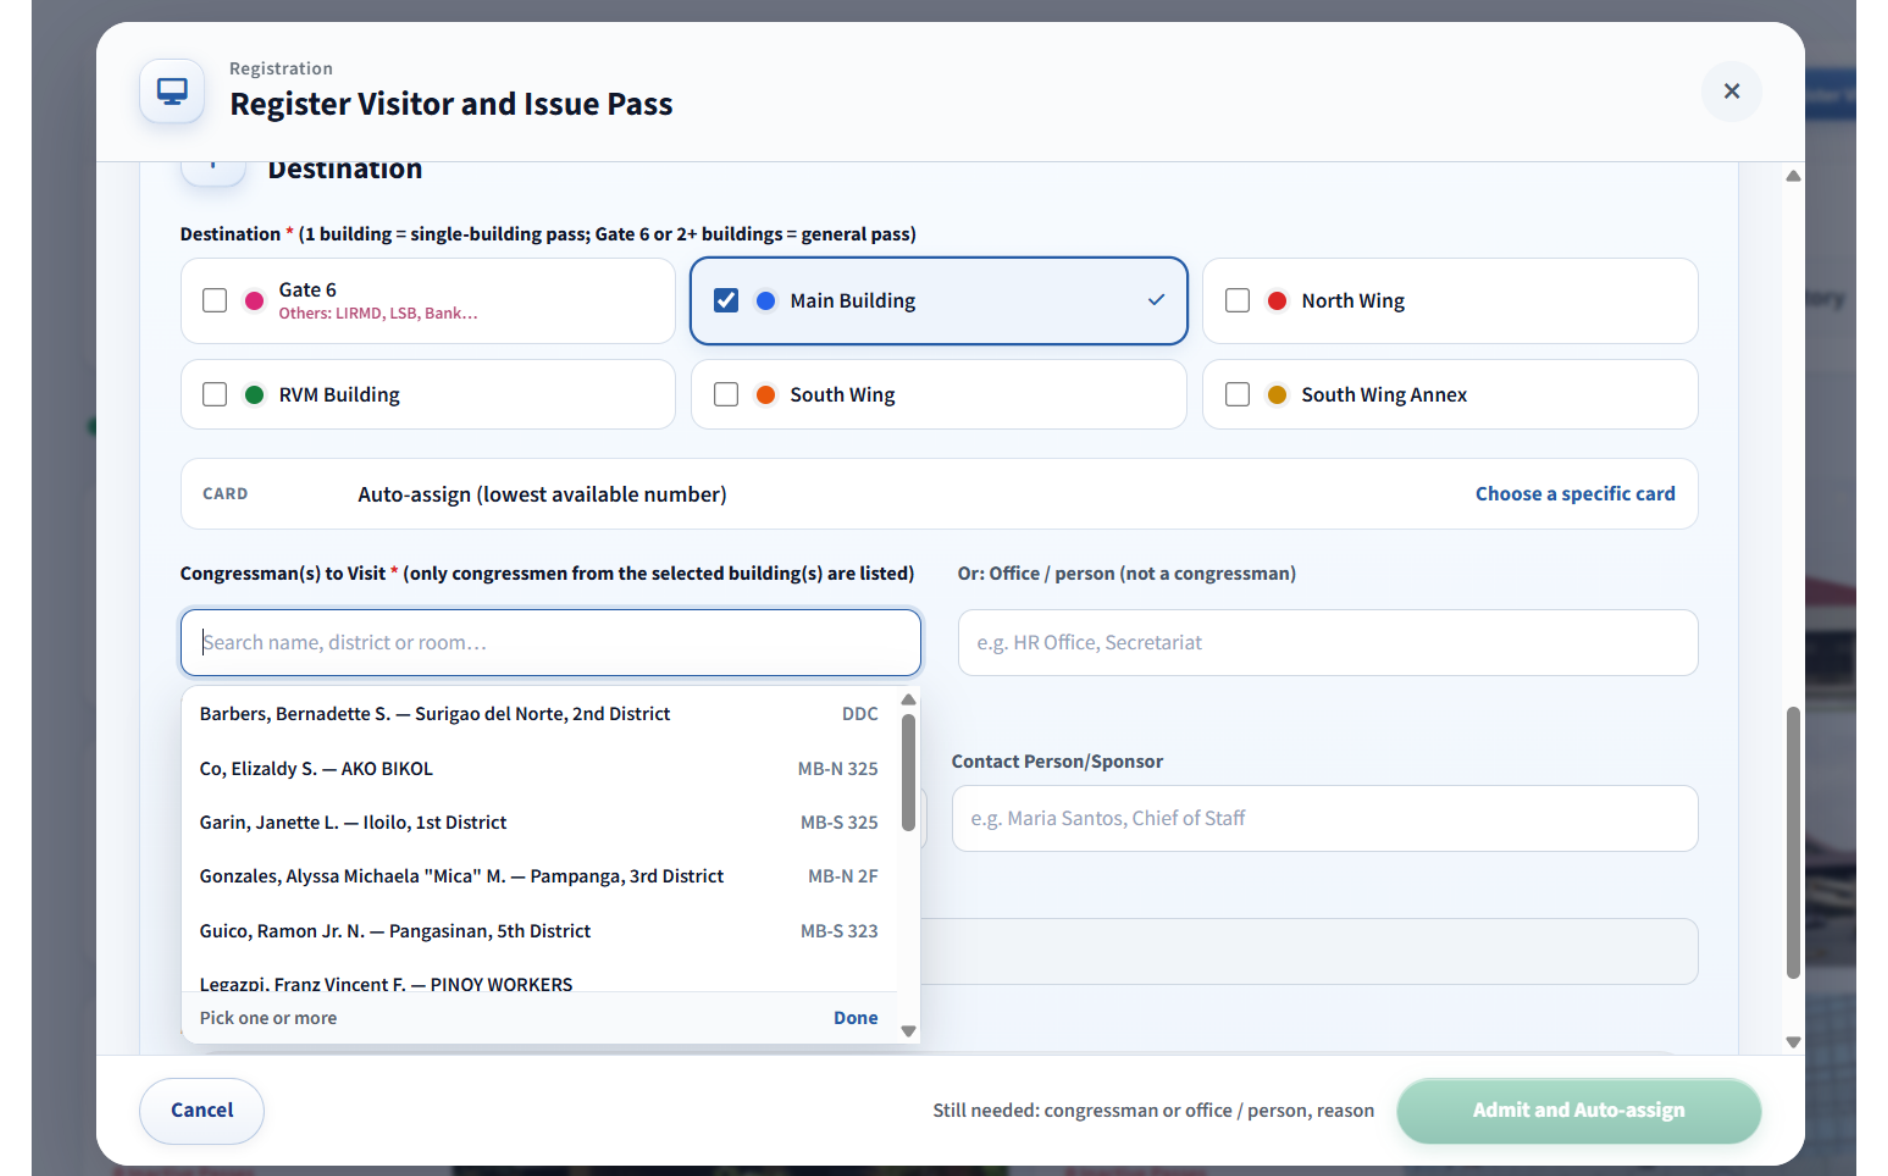 Registration
Register Visitor and Issue Pass
Destination
Destination * (1 building = single-building pass; Gate 6 or 2+ buildings = general pass)
Gate 6
Others: LIRMD, LSB, Bank...
Main Building
North Wing
RVM Building
South Wing
South Wing Annex
CARD
Auto-assign (lowest available number)
Choose a specific card
Congressman(s) to Visit * (only congressmen from the selected building(s) are listed)
Or: Office / person (not a congressman)
Search name, district or room...
e.g. HR Office, Secretariat
Barbers, Bernadette S. — Surigao del Norte, 2nd District DDC
Co, Elizaldy S. — AKO BIKOL MB-N 325
Garin, Janette L. — Iloilo, 1st District MB-S 325
Gonzales, Alyssa Michaela "Mica" M. — Pampanga, 3rd District MB-N 2F
Guico, Ramon Jr. N. — Pangasinan, 5th District MB-S 323
Legazpi, Franz Vincent F. — PINOY WORKERS
Pick one or more
Done
Contact Person/Sponsor
e.g. Maria Santos, Chief of Staff
Cancel
Still needed: congressman or office / person, reason
Admit and Auto-assign